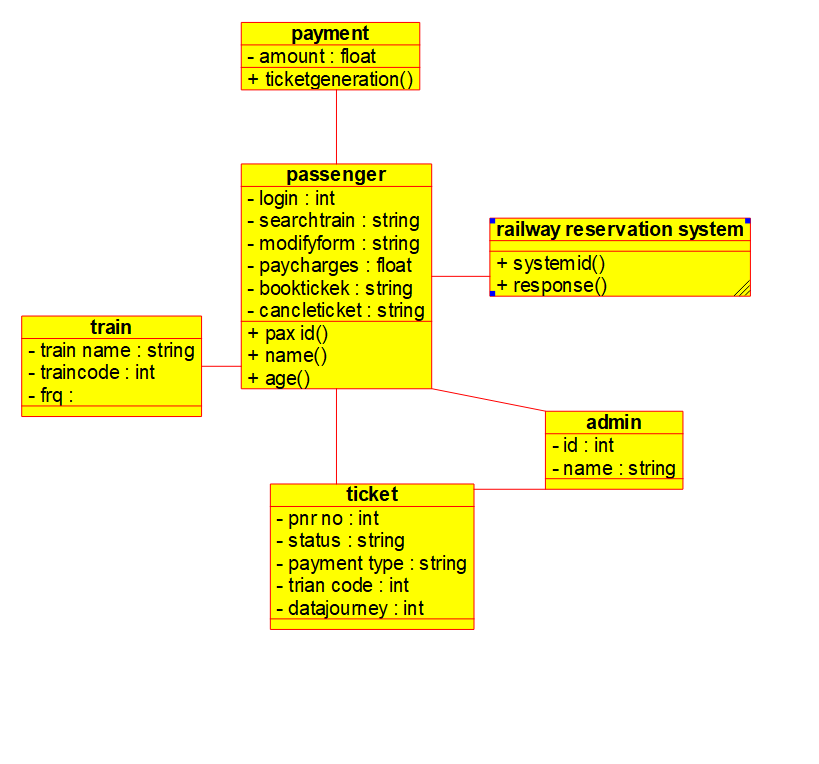 payment
- amount : float
+ ticketgeneration()
passenger
- login : int
- searchtrain : string
- modifyform : string
- paycharges : float
- booktickek : string
- cancleticket : string
+ pax id()
+ name()
+ age()
railway reservation system
+ systemid()
+ response()
train
- train name : string
- traincode : int
- frq :
admin
- id : int
- name : string
ticket
- pnr no : int
- status : string
- payment type : string
- trian code : int
- datajourney : int